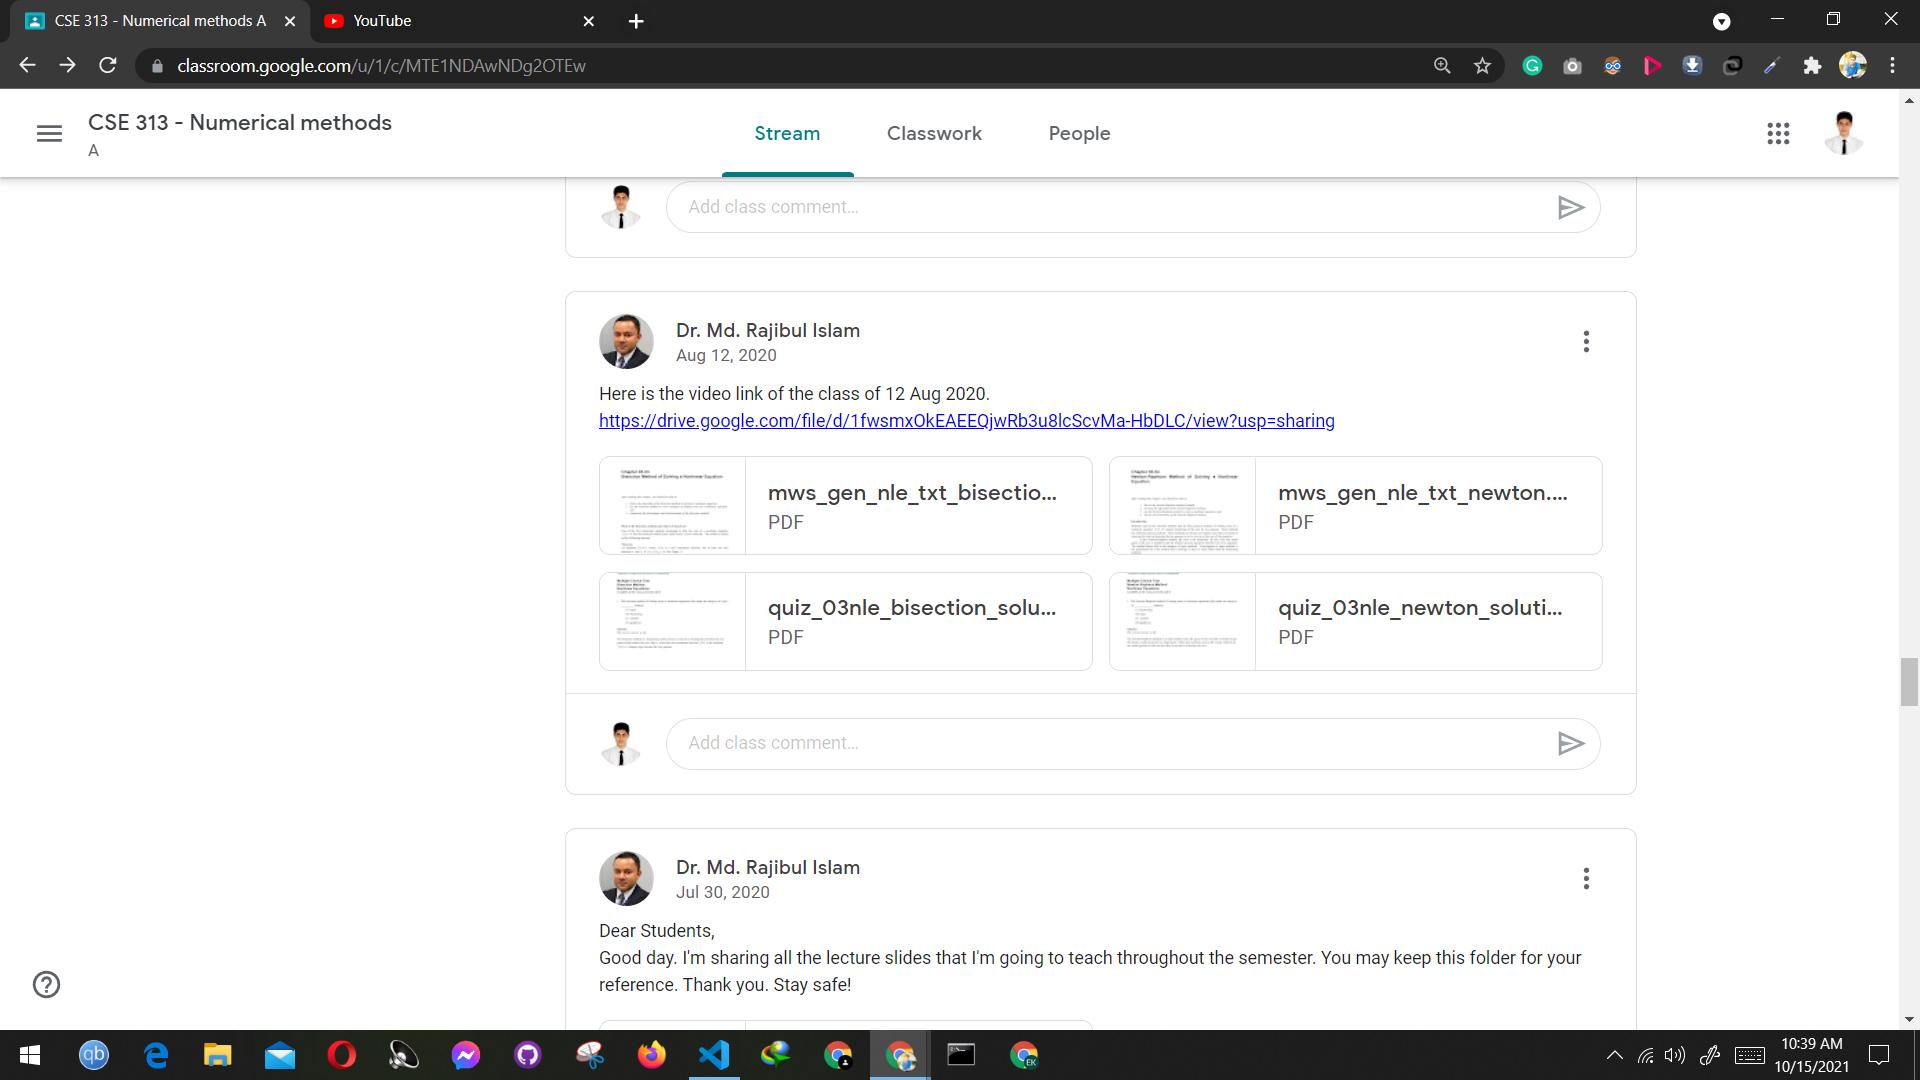 CSE 313 - Numerical methods A
YouTube
classroom.google.com/u/1/c/MTE1NDAwNDg2OTEw
CSE 313 - Numerical methods
A
Stream
Classwork
People
Add class comment...
Dr. Md. Rajibul Islam
Aug 12, 2020
Here is the video link of the class of 12 Aug 2020.
https://drive.google.com/file/d/1fwsmxOkEAEEQjwRb3u8lcScvMa-HbDLC/view?usp=sharing
mws_gen_nle_txt_bisectio...
PDF
mws_gen_nle_txt_newton....
PDF
quiz_03nle_bisection_solu...
PDF
quiz_03nle_newton_soluti...
PDF
Add class comment...
Dr. Md. Rajibul Islam
Jul 30, 2020
Dear Students,
Good day. I'm sharing all the lecture slides that I'm going to teach throughout the semester. You may keep this folder for your
reference. Thank you. Stay safe!
qb
EK
10:39 AM
10/15/2021